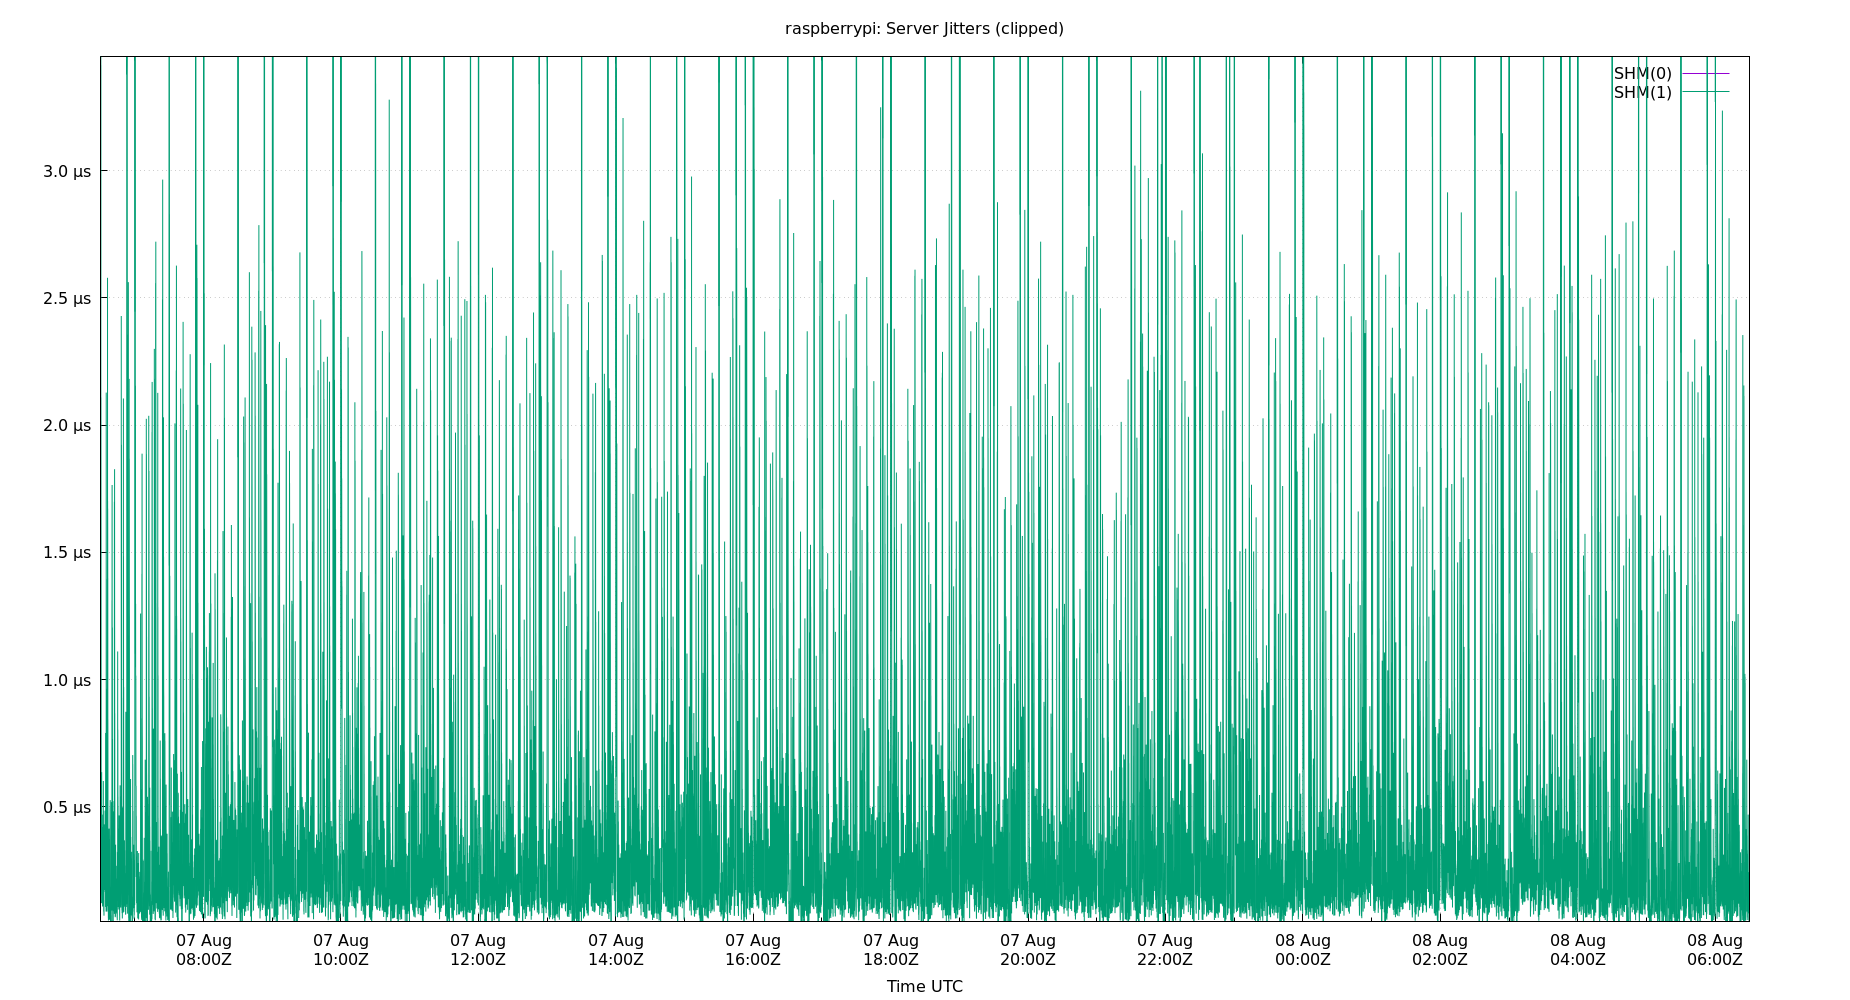 raspberrypi: Server Jitters (clipped)
SHM(0)
SHM(1)
3.0 µs
2.5 µs
2.0 µs
1.5 µs
1.0 µs
0.5 µs
07 Aug 07 Aug 07 Aug 07 Aug 07 Aug 07 Aug 07 Aug 07 Aug 08 Aug 08 Aug 08 Aug 08 Aug
08:00Z 10:00Z 12:00Z 14:00Z 16:00Z 18:00Z 20:00Z 22:00Z 00:00Z 02:00Z 04:00Z 06:00Z
Time UTC